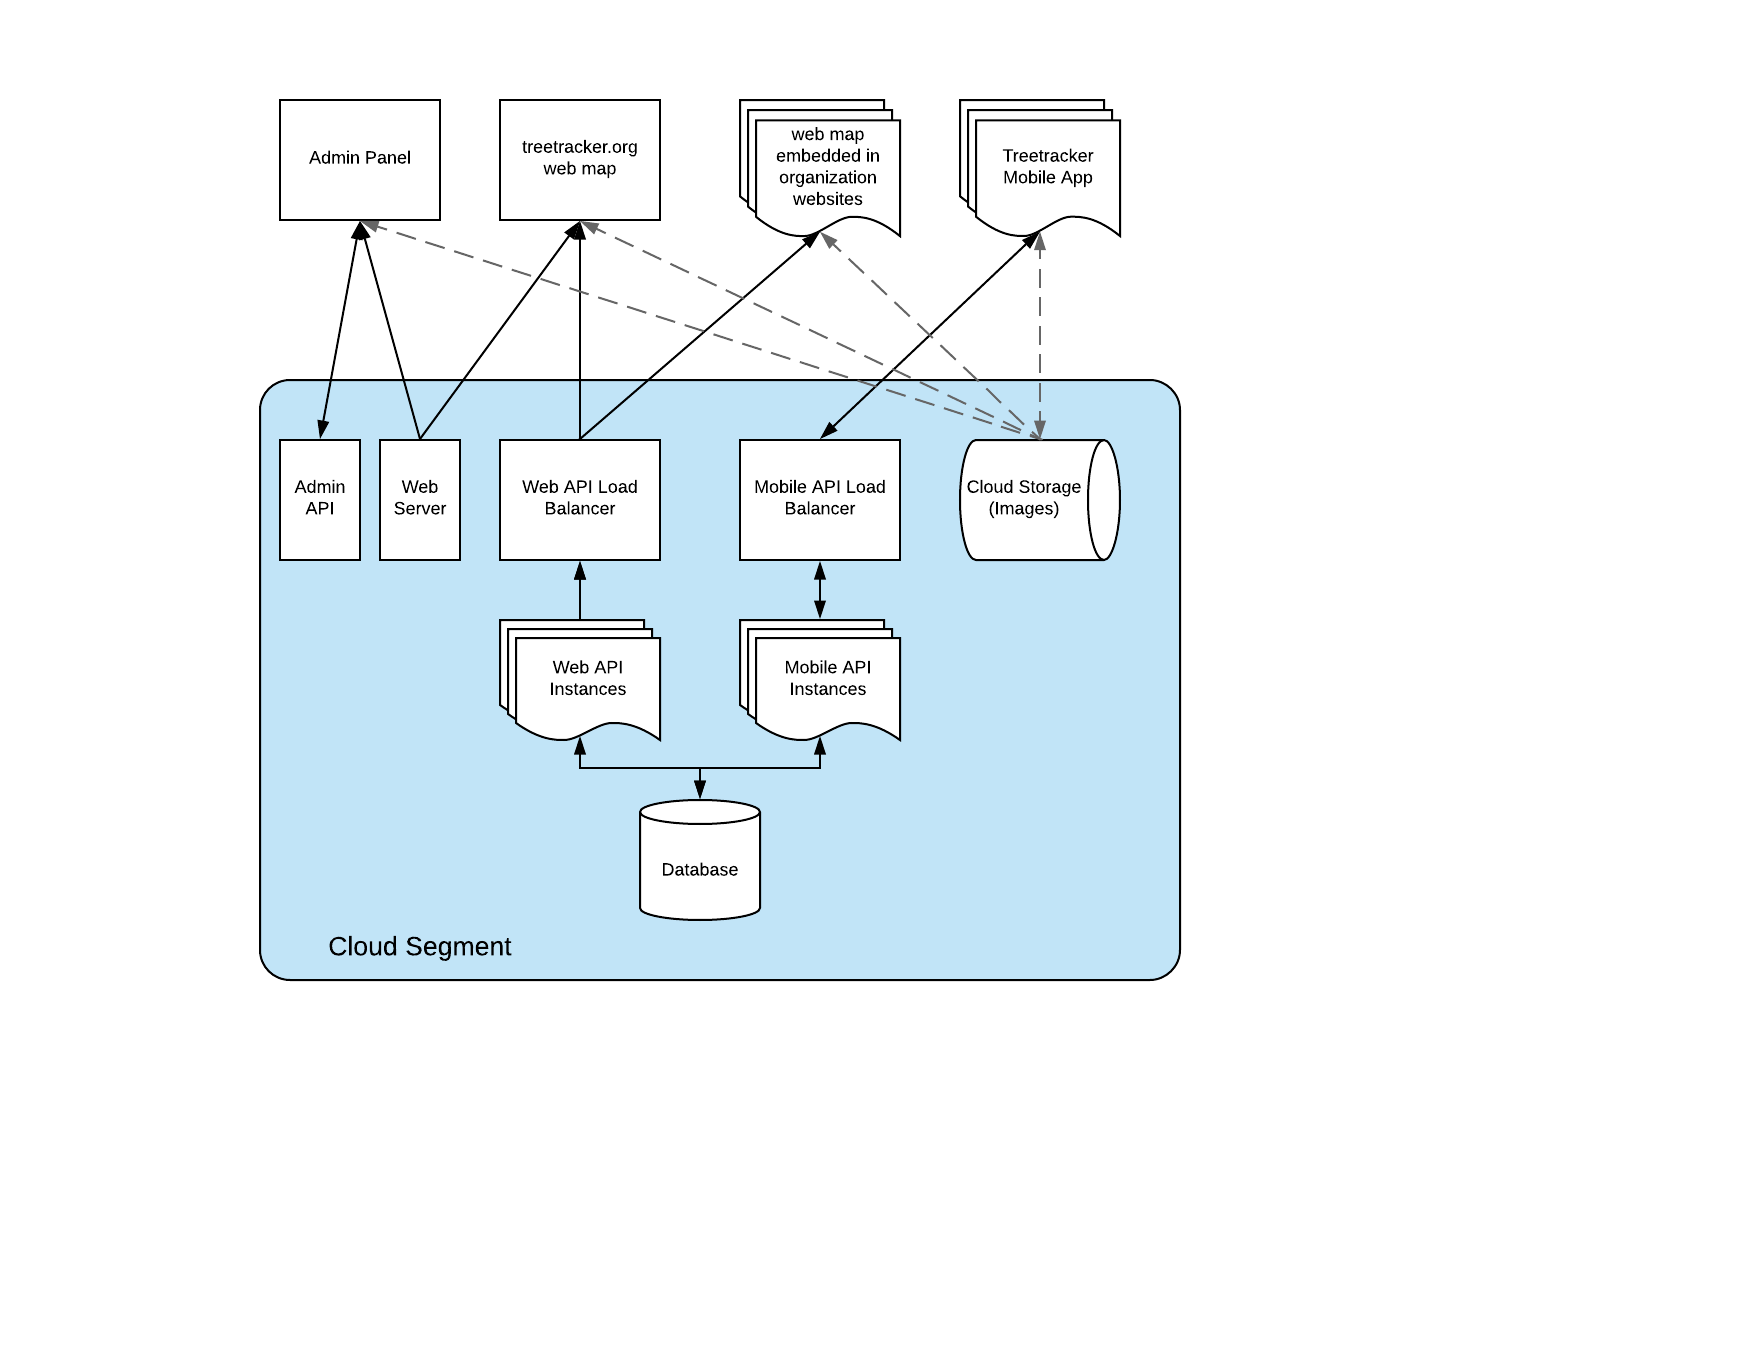 Admin Panel
treetracker.org
web map
web map
embedded in
organization
websites
Treetracker
Mobile App
Admin
API
Web
Server
Web API Load
Balancer
Mobile API Load
Balancer
Cloud Storage
(Images)
Web API
Instances
Mobile API
Instances
Database
Cloud Segment